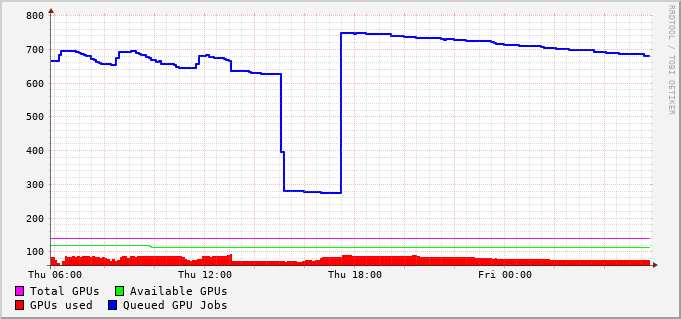 800
700
600
500
400
300
200
100
Thu 06:00 Thu 12:00 Thu 18:00 Fri 00:00
Total GPUs Available GPUs
GPUs used Queued GPU Jobs
RRDTOOL / TOBI OETIKER